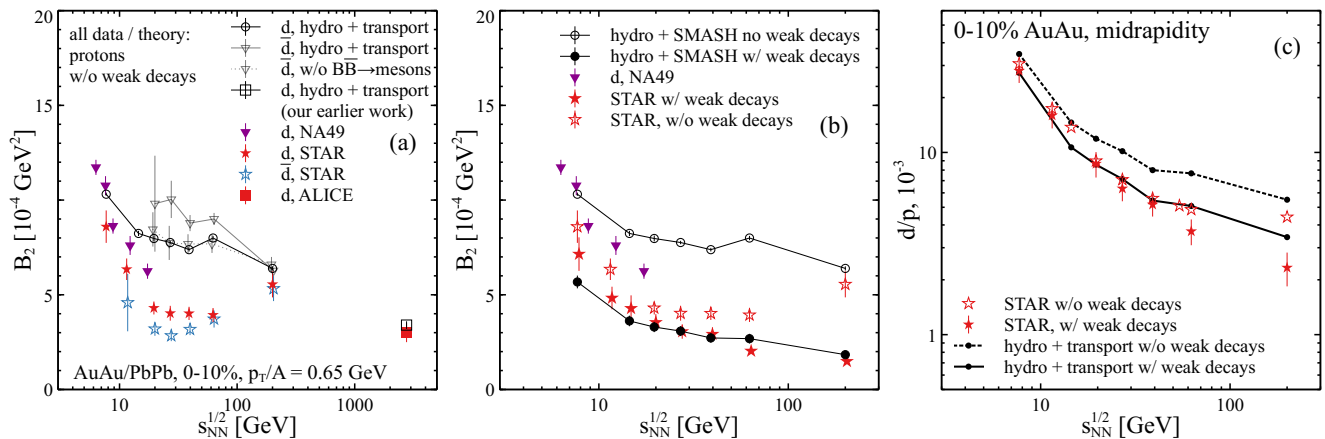 20
15
10
5
0
B₂ [10⁻⁴ GeV²]
all data / theory:
protons
w/o weak decays
d, hydro + transport
d̅, hydro + transport
d̅, w/o BB̅→mesons
d, hydro + transport
(our earlier work)
d, NA49
d, STAR
d̅, STAR
d, ALICE
(a)
AuAu/PbPb, 0-10%, p_T/A = 0.65 GeV
10 100 1000
s_NN^1/2 [GeV]
20
15
10
5
0
B₂ [10⁻⁴ GeV²]
hydro + SMASH no weak decays
hydro + SMASH w/ weak decays
d, NA49
STAR w/ weak decays
STAR, w/o weak decays
(b)
10 100
s_NN^1/2 [GeV]
0-10% AuAu, midrapidity
(c)
10
1
d/p, 10⁻³
STAR w/o weak decays
STAR, w/ weak decays
hydro + transport w/o weak decays
hydro + transport w/ weak decays
10 100
s_NN^1/2 [GeV]